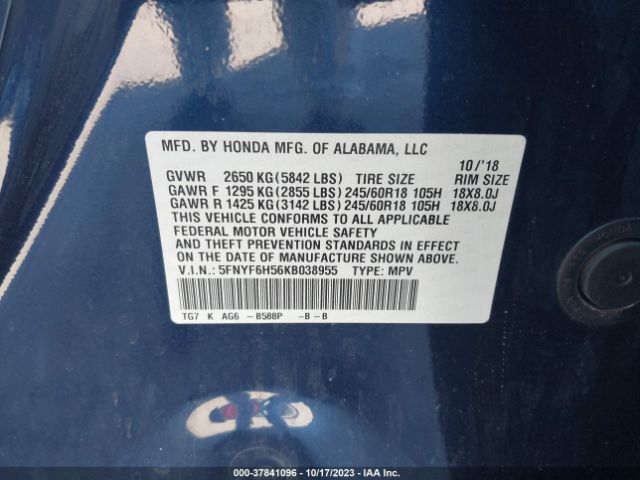 MFD. BY HONDA MFG. OF ALABAMA, LLC
10/'18
GVWR 2650 KG (5842 LBS) TIRE SIZE RIM SIZE
GAWR F 1295 KG (2855 LBS) 245/60R18 105H 18X8.0J
GAWR R 1425 KG (3142 LBS) 245/60R18 105H 18X8.0J
THIS VEHICLE CONFORMS TO ALL APPLICABLE
FEDERAL MOTOR VEHICLE SAFETY
AND THEFT PREVENTION STANDARDS IN EFFECT
ON THE DATE OF MANUFACTURE SHOWN ABOVE.
V.I.N.: 5FNYF6H56KB038955 TYPE: MPV
TG7 K AG6 -B588P -B-B
000-37841096 - 10/17/2023 - IAA Inc.